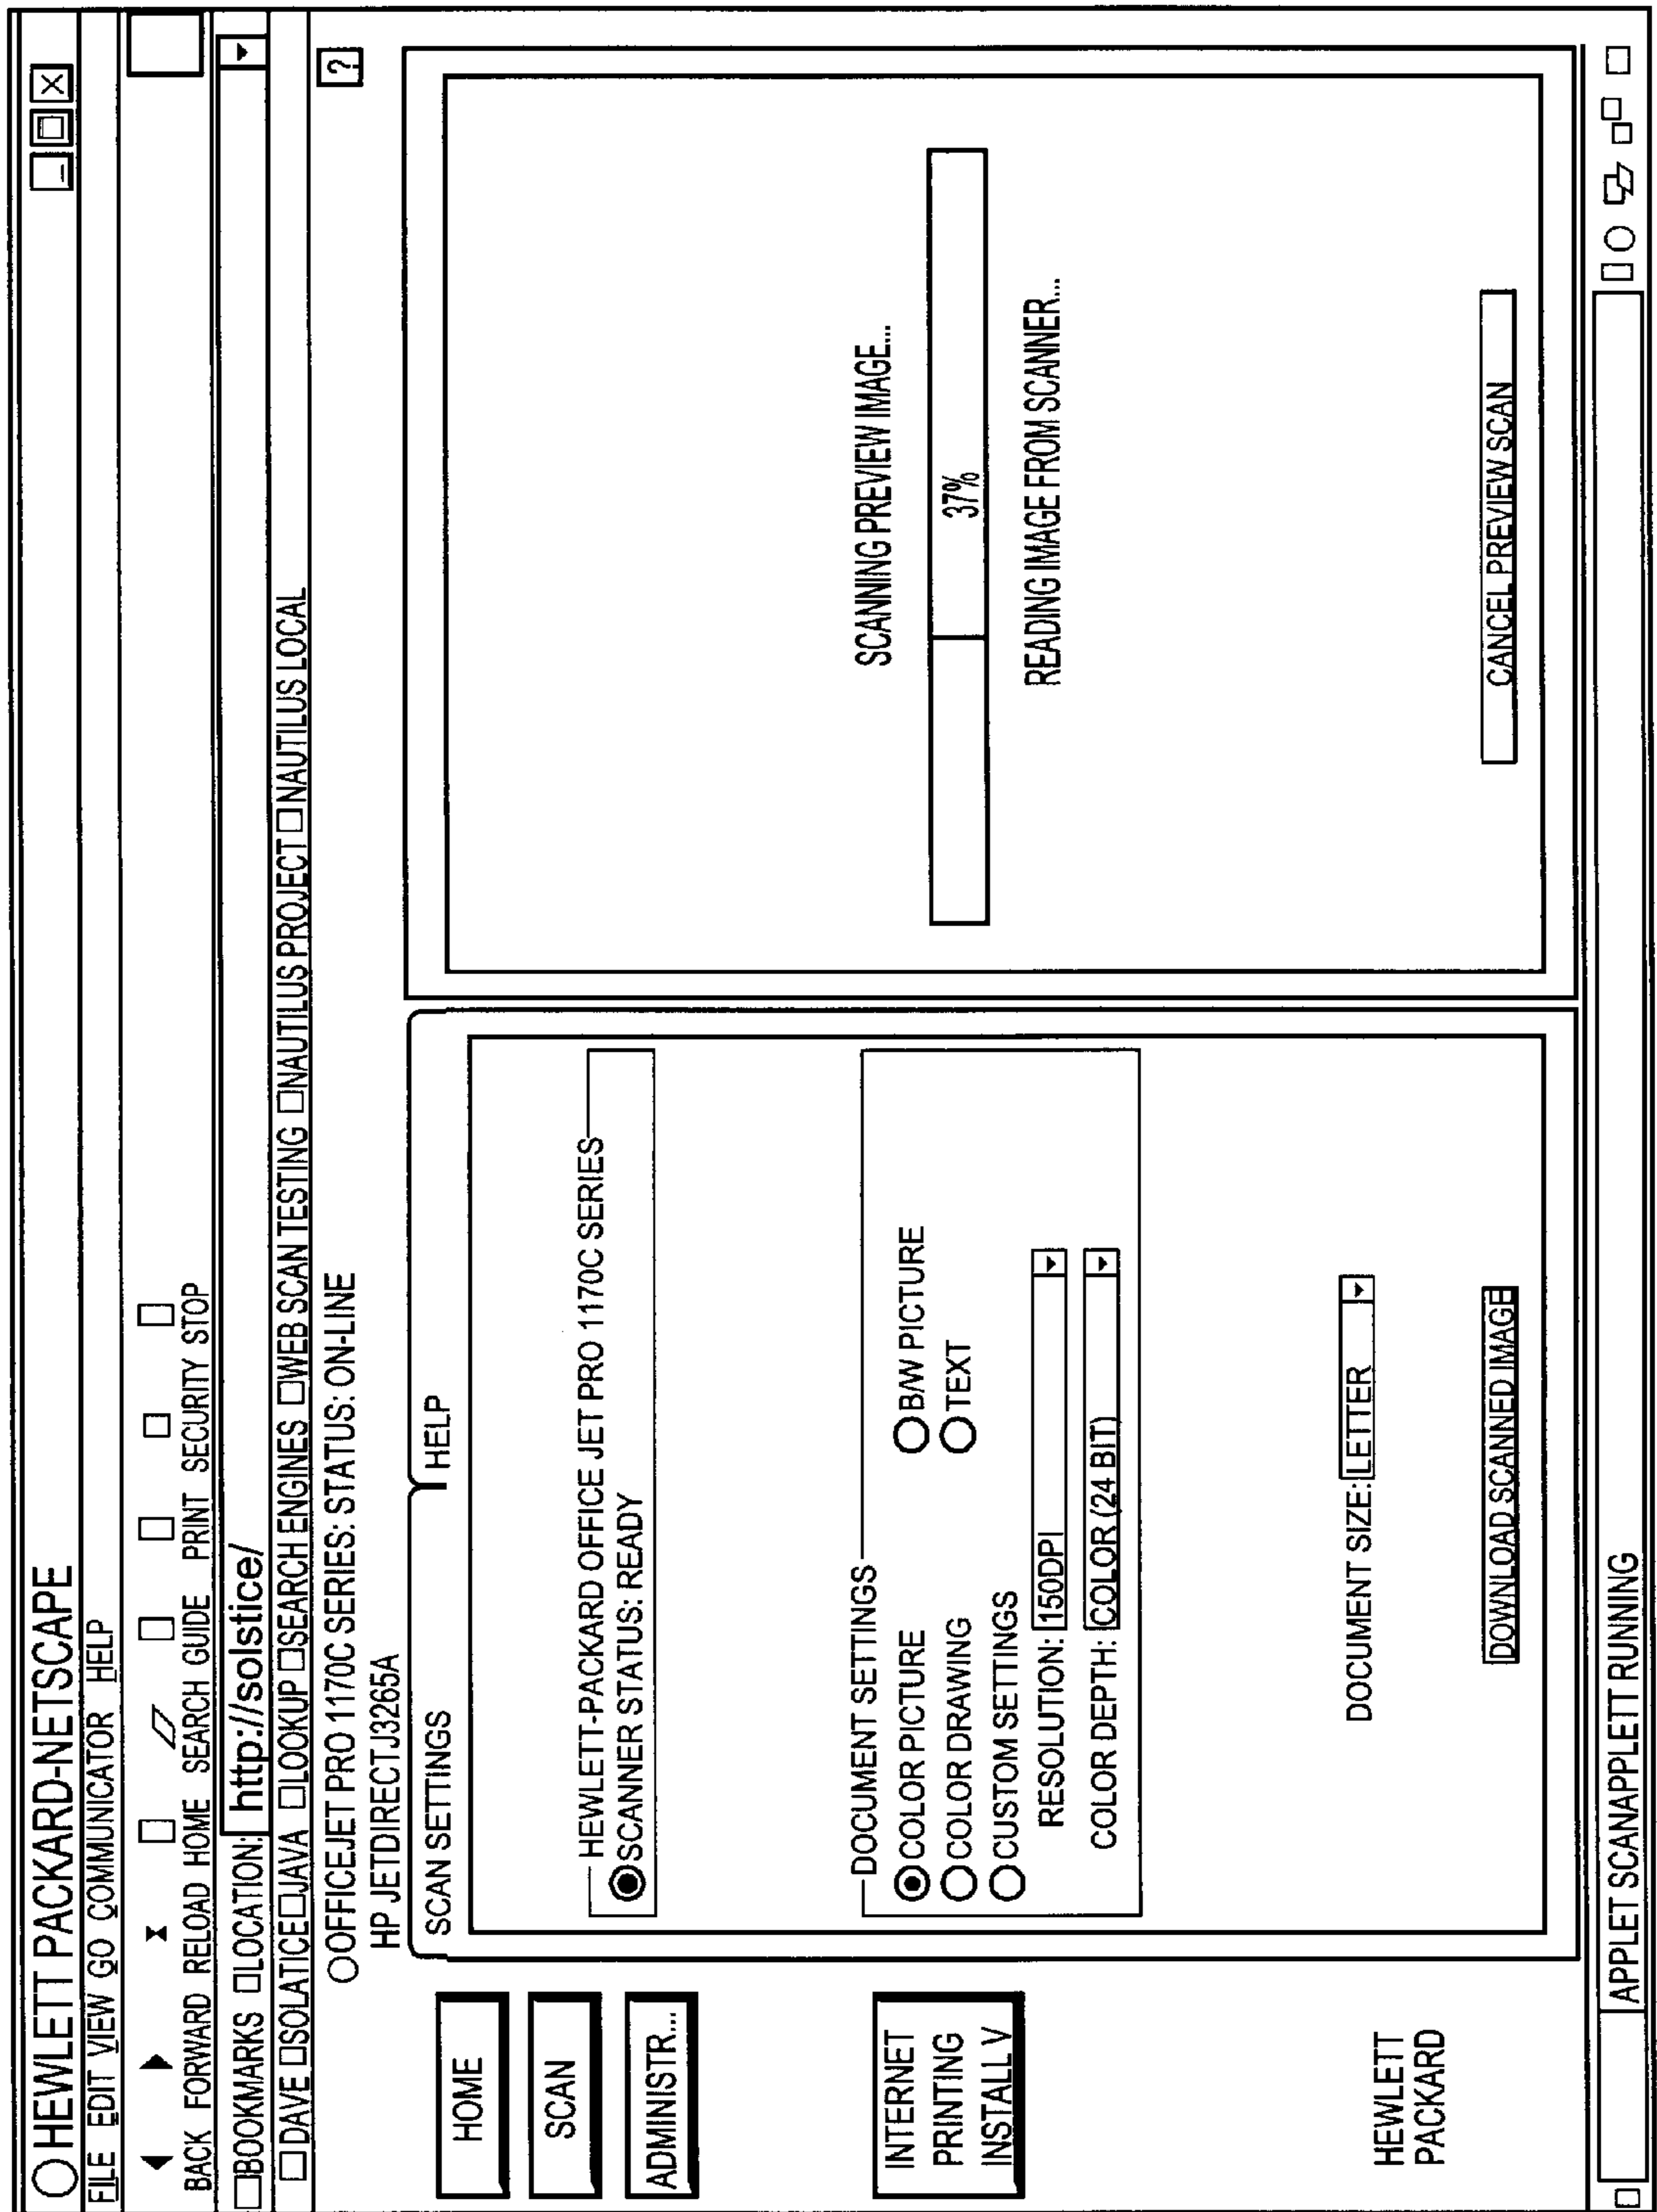 HEWLETT PACKARD-NETSCAPE
FILE EDIT VIEW GO COMMUNICATOR HELP
BACK FORWARD RELOAD HOME SEARCH GUIDE PRINT SECURITY STOP
BOOKMARKS LOCATION: http://solstice/
DAVE SOLATICE JAVA LOOKUP SEARCH ENGINES WEB SCAN TESTING NAUTILUS PROJECT NAUTILUS LOCAL
OFFICEJET PRO 1170C SERIES: STATUS: ON-LINE
?
HP JETDIRECTJ3265A
HOME
SCAN
ADMINISTR...
INTERNET
PRINTING
INSTALL V
HEWLETT
PACKARD
SCAN SETTINGS
HELP
HEWLETT-PACKARD OFFICE JET PRO 1170C SERIES
SCANNER STATUS: READY
DOCUMENT SETTINGS
COLOR PICTURE
B/W PICTURE
COLOR DRAWING
TEXT
CUSTOM SETTINGS
RESOLUTION: 150DPI
COLOR DEPTH: COLOR (24 BIT)
DOCUMENT SIZE: LETTER
DOWNLOAD SCANNED IMAGE
SCANNING PREVIEW IMAGE...
37%
READING IMAGE FROM SCANNER...
CANCEL PREVIEW SCAN
APPLET SCANAPPLETT RUNNING